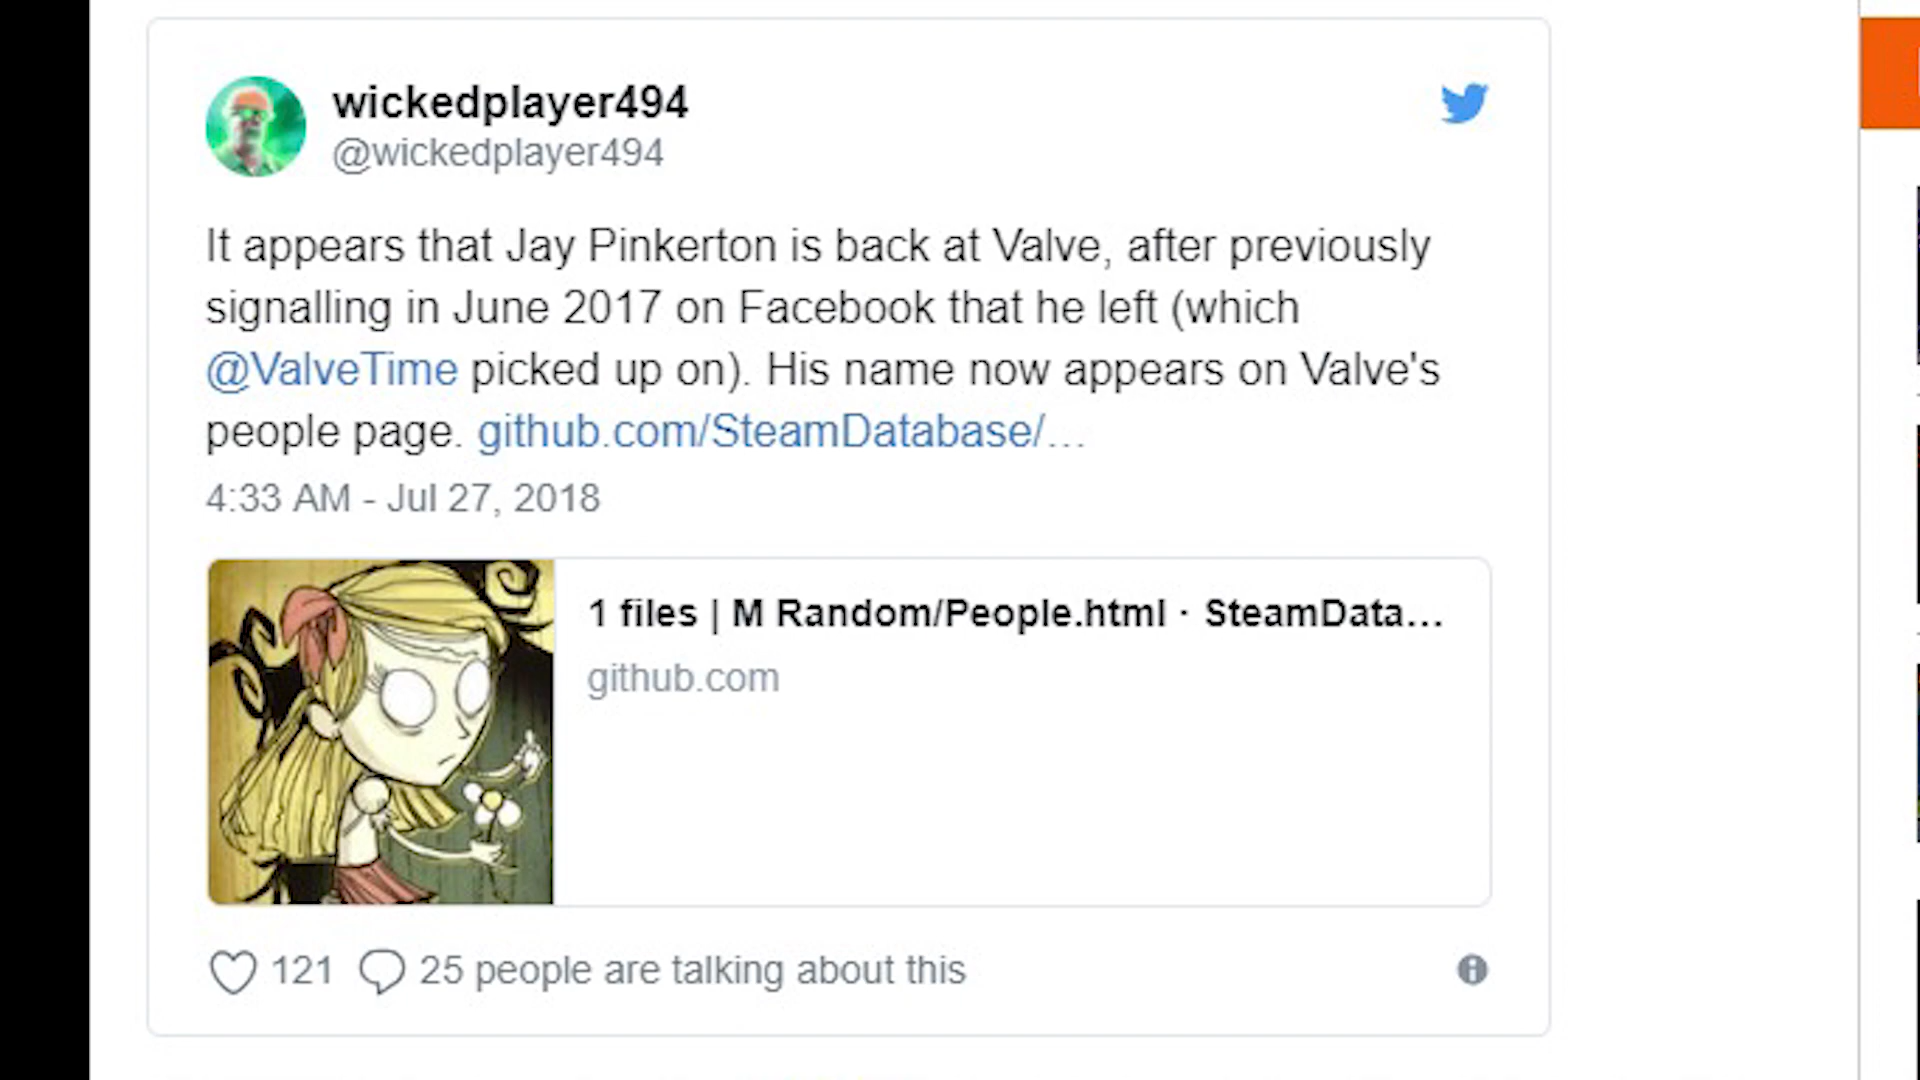 wickedplayer494
@wickedplayer494
It appears that Jay Pinkerton is back at Valve, after previously
signalling in June 2017 on Facebook that he left (which
@ValveTime picked up on). His name now appears on Valve's
people page. github.com/SteamDatabase/…
4:33 AM - Jul 27, 2018
1 files | M Random/People.html · SteamData...
github.com
121 25 people are talking about this